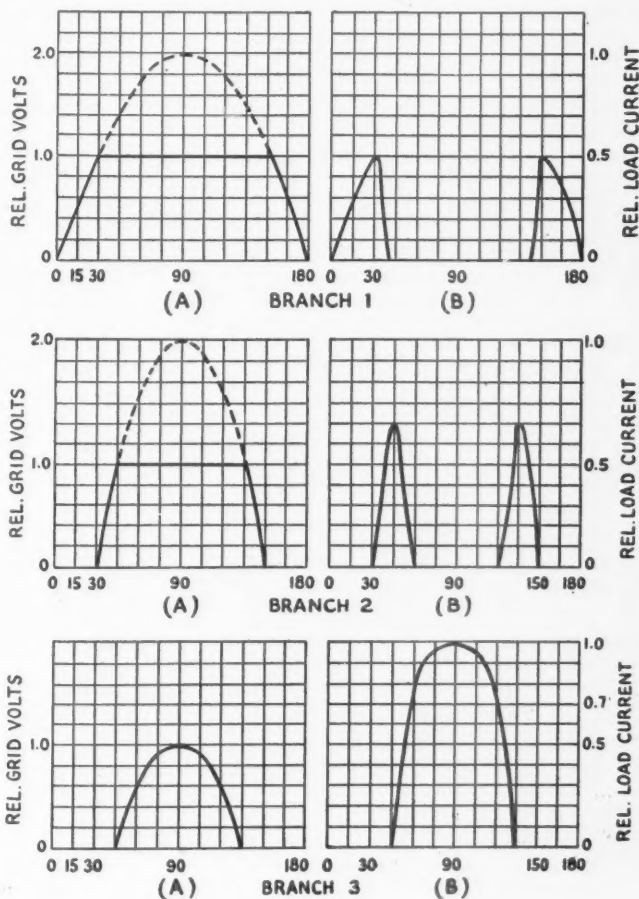 REL. GRID VOLTS
2.0
1.0
0
0 15 30 90 180
(A)
BRANCH 1
REL. LOAD CURRENT
1.0
0.5
0
0 30 90 180
(B)
REL. GRID VOLTS
2.0
1.0
0
0 15 30 90 180
(A)
BRANCH 2
REL. LOAD CURRENT
1.0
0.5
0
0 30 90 150 180
(B)
REL. GRID VOLTS
1.0
0
0 15 30 90 180
(A)
BRANCH 3
REL. LOAD CURRENT
1.0
0.7
0.5
0
0 30 90 150 180
(B)